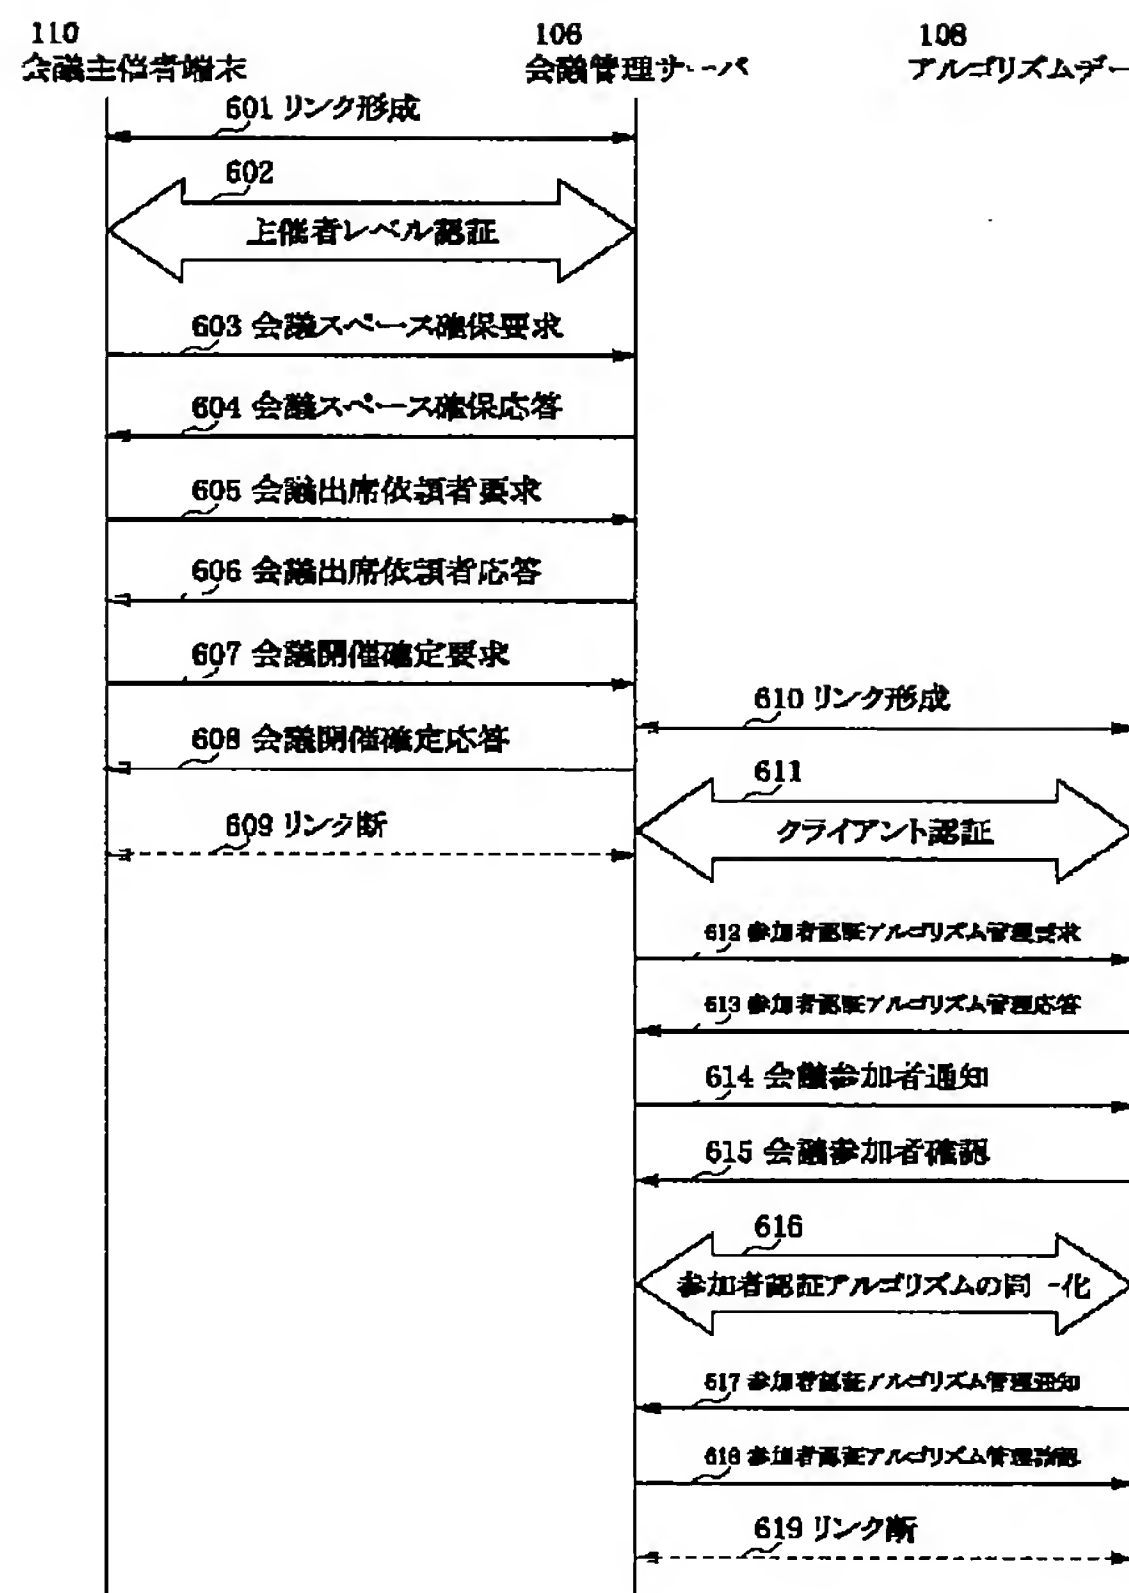 110
会議主催者端末
106
会議管理サーバ
108
アルゴリズムデー
601 リンク形成
602
主催者レベル認証
603 会議スペース確保要求
604 会議スペース確保応答
605 会議出席依頼者要求
606 会議出席依頼者応答
607 会議開催確定要求
608 会議開催確定応答
609 リンク断
610 リンク形成
611
クライアント認証
612 参加者認証アルゴリズム管理要求
613 参加者認証アルゴリズム管理応答
614 会議参加者通知
615 会議参加者確認
616
参加者認証アルゴリズムの同一化
617 参加者認証アルゴリズム管理通知
618 参加者認証アルゴリズム管理確認
619 リンク断